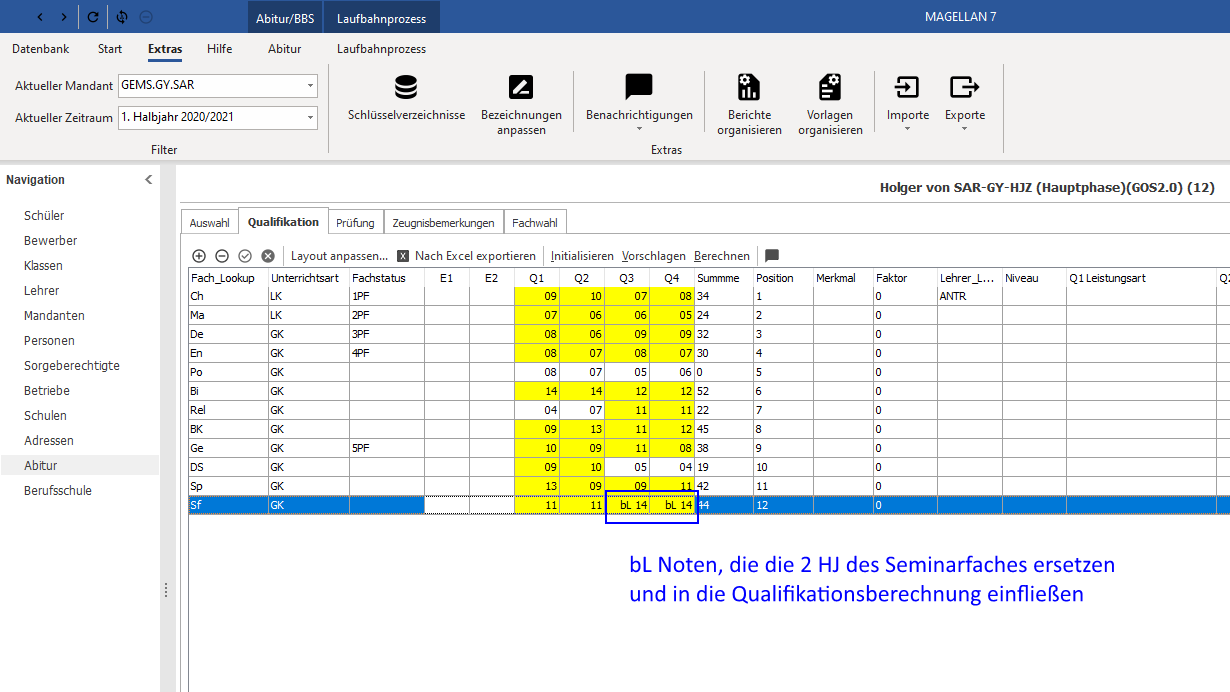 Abitur/BBS Laufbahnprozess MAGELLAN 7
Datenbank Start Extras Hilfe Abitur Laufbahnprozess
Aktueller Mandant GEMS.GY.SAR
Aktueller Zeitraum 1. Halbjahr 2020/2021
Filter
Schlüsselverzeichnisse
Bezeichnungen
anpassen
Benachrichtigungen
Berichte
organisieren
Vorlagen
organisieren
Importe
Exporte
Extras
Navigation
Schüler
Bewerber
Klassen
Lehrer
Mandanten
Personen
Sorgeberechtigte
Betriebe
Schulen
Adressen
Abitur
Berufsschule
Holger von SAR-GY-HJZ (Hauptphase)(GOS2.0) (12)
Auswahl Qualifikation Prüfung Zeugnisbemerkungen Fachwahl
Layout anpassen... X Nach Excel exportieren Initialisieren Vorschlagen Berechnen
Fach_Lookup Unterrichtsart Fachstatus E1 E2 Q1 Q2 Q3 Q4 Summme Position Merkmal Faktor Lehrer_L... Niveau Q1 Leistungsart Q2
Ch LK 1PF 09 10 07 08 34 1 0 ANTR
Ma LK 2PF 07 06 06 05 24 2 0
De GK 3PF 08 06 09 09 32 3 0
En GK 4PF 08 07 08 07 30 4 0
Po GK 08 07 05 06 0 5 0
Bi GK 14 14 12 12 52 6 0
Rel GK 04 07 11 11 22 7 0
BK GK 09 13 11 12 45 8 0
Ge GK 5PF 10 09 11 08 38 9 0
DS GK 09 10 05 04 19 10 0
Sp GK 13 09 09 11 42 11 0
Sf GK 11 11 bL 14 bL 14 44 12 0
bL Noten, die die 2 HJ des Seminarfaches ersetzen
und in die Qualifikationsberechnung einfließen